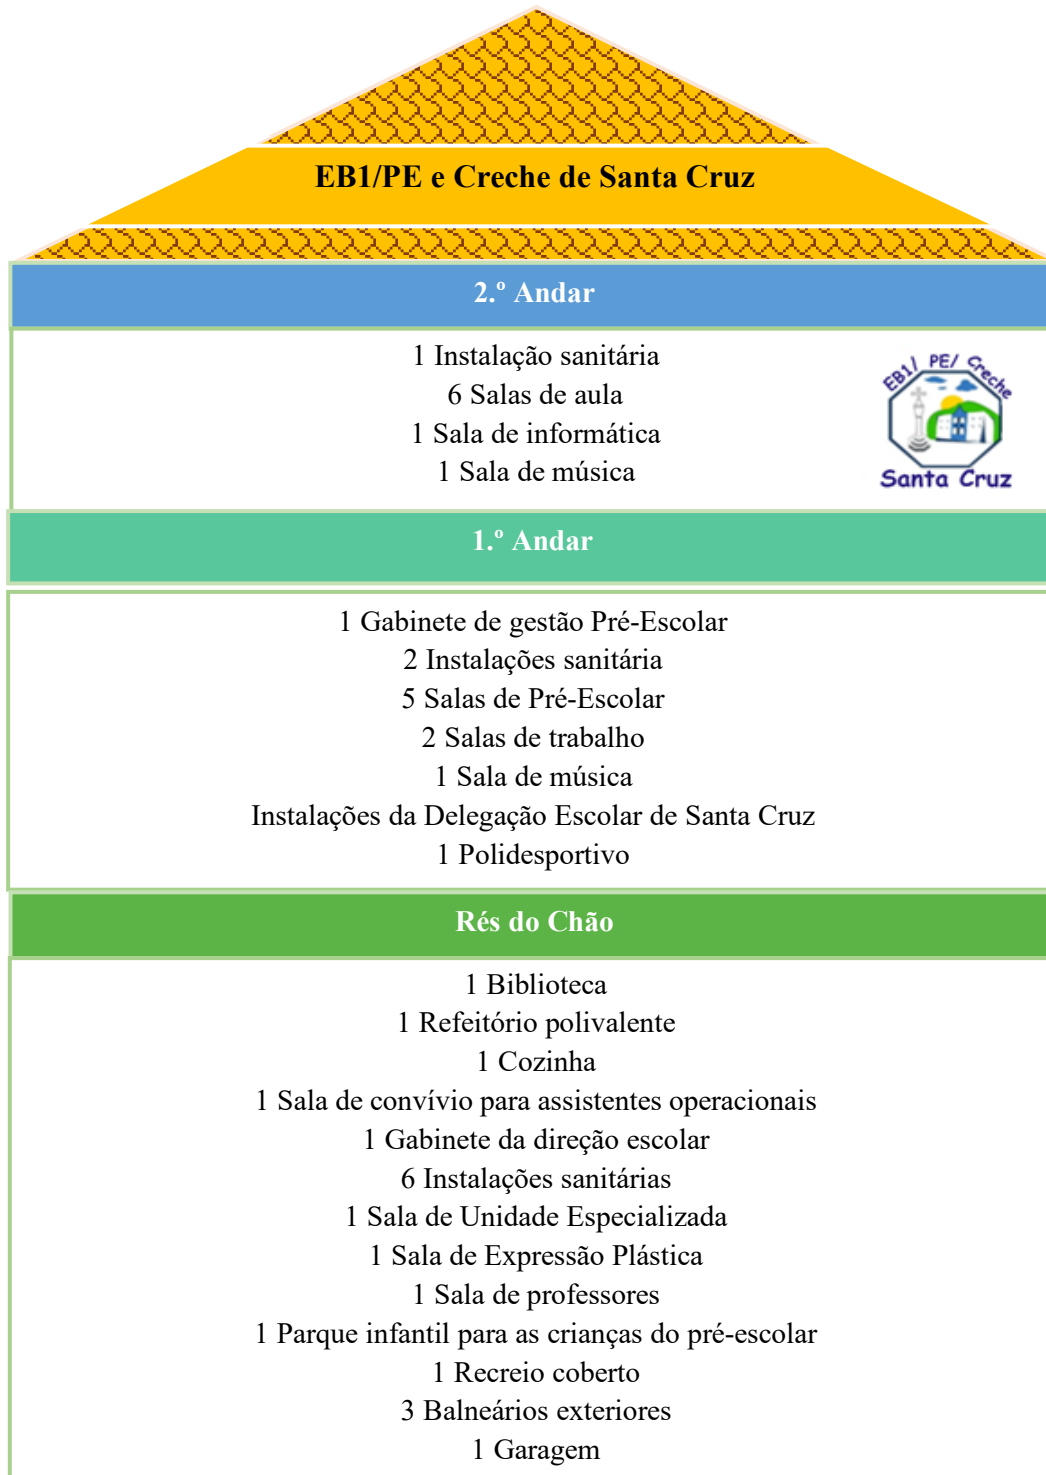 EB1/PE e Creche de Santa Cruz
2.º Andar
1 Instalação sanitária
6 Salas de aula
1 Sala de informática
1 Sala de música
EB1/ PE/ Creche
Santa Cruz
1.º Andar
1 Gabinete de gestão Pré-Escolar
2 Instalações sanitária
5 Salas de Pré-Escolar
2 Salas de trabalho
1 Sala de música
Instalações da Delegação Escolar de Santa Cruz
1 Polidesportivo
Rés do Chão
1 Biblioteca
1 Refeitório polivalente
1 Cozinha
1 Sala de convívio para assistentes operacionais
1 Gabinete da direção escolar
6 Instalações sanitárias
1 Sala de Unidade Especializada
1 Sala de Expressão Plástica
1 Sala de professores
1 Parque infantil para as crianças do pré-escolar
1 Recreio coberto
3 Balneários exteriores
1 Garagem